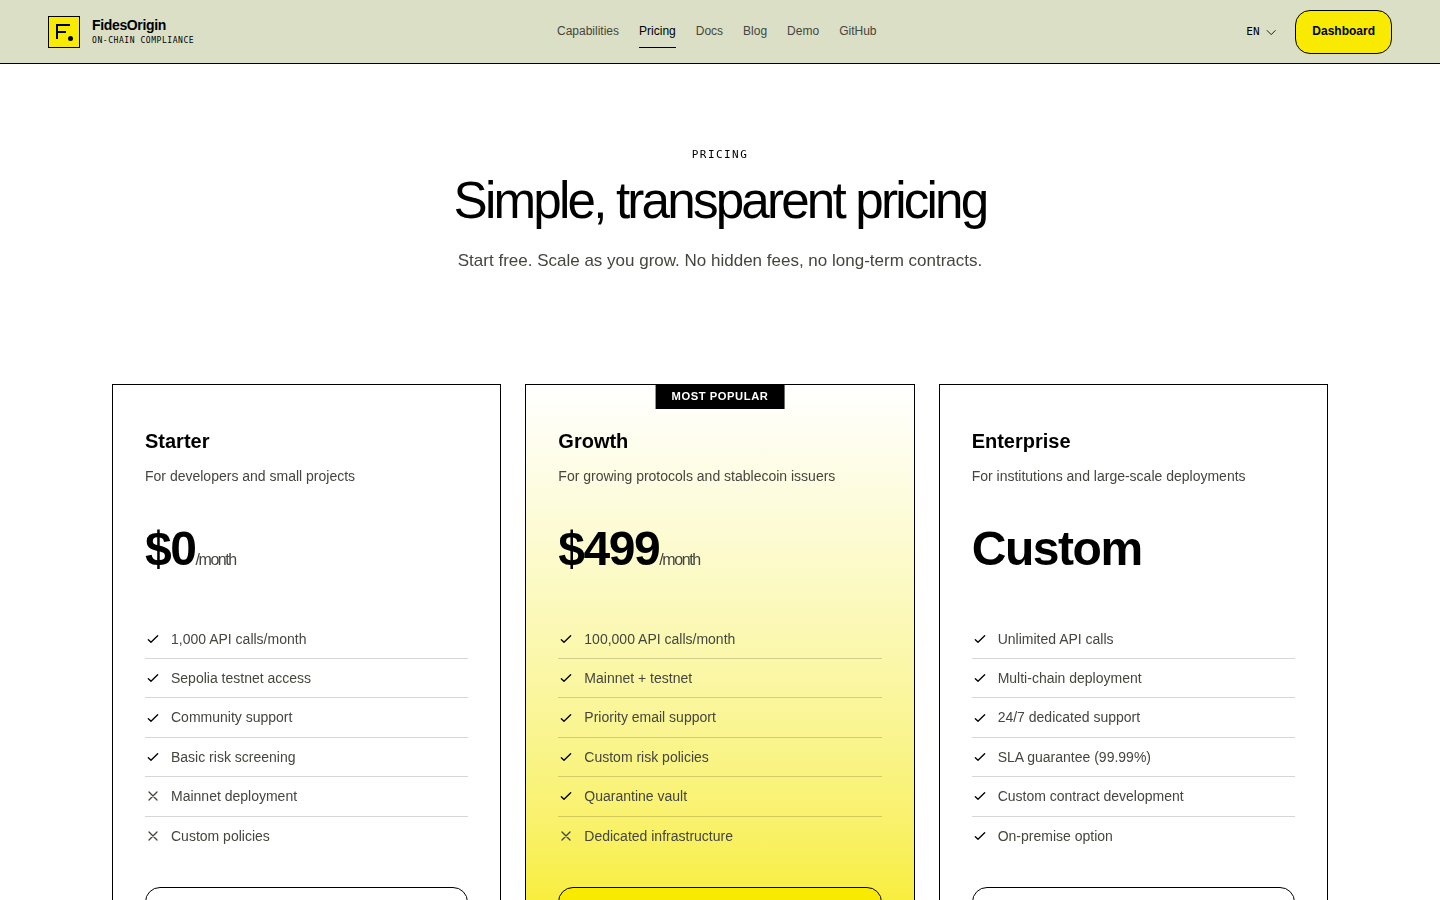 FidesOrigin
ON-CHAIN COMPLIANCE
Capabilities
Pricing
Docs
Blog
Demo
GitHub
EN
Dashboard
PRICING
Simple, transparent pricing
Start free. Scale as you grow. No hidden fees, no long-term contracts.
Starter
For developers and small projects
$0/month
1,000 API calls/month
Sepolia testnet access
Community support
Basic risk screening
Mainnet deployment
Custom policies
MOST POPULAR
Growth
For growing protocols and stablecoin issuers
$499/month
100,000 API calls/month
Mainnet + testnet
Priority email support
Custom risk policies
Quarantine vault
Dedicated infrastructure
Enterprise
For institutions and large-scale deployments
Custom
Unlimited API calls
Multi-chain deployment
24/7 dedicated support
SLA guarantee (99.99%)
Custom contract development
On-premise option